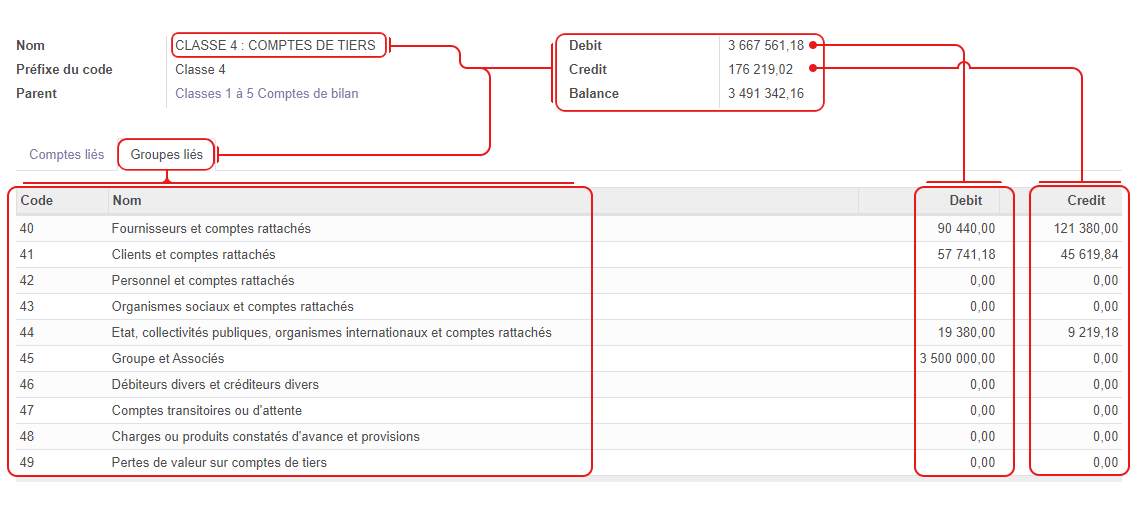 Nom CLASSE 4 : COMPTES DE TIERS Debit 3 667 561,18
Préfixe du code Classe 4 Credit 176 219,02
Parent Classes 1 à 5 Comptes de bilan Balance 3 491 342,16
Comptes liés Groupes liés
Code Nom Debit Credit
40 Fournisseurs et comptes rattachés 90 440,00 121 380,00
41 Clients et comptes rattachés 57 741,18 45 619,84
42 Personnel et comptes rattachés 0,00 0,00
43 Organismes sociaux et comptes rattachés 0,00 0,00
44 Etat, collectivités publiques, organismes internationaux et comptes rattachés 19 380,00 9 219,18
45 Groupe et Associés 3 500 000,00 0,00
46 Débiteurs divers et créditeurs divers 0,00 0,00
47 Comptes transitoires ou d'attente 0,00 0,00
48 Charges ou produits constatés d'avance et provisions 0,00 0,00
49 Pertes de valeur sur comptes de tiers 0,00 0,00